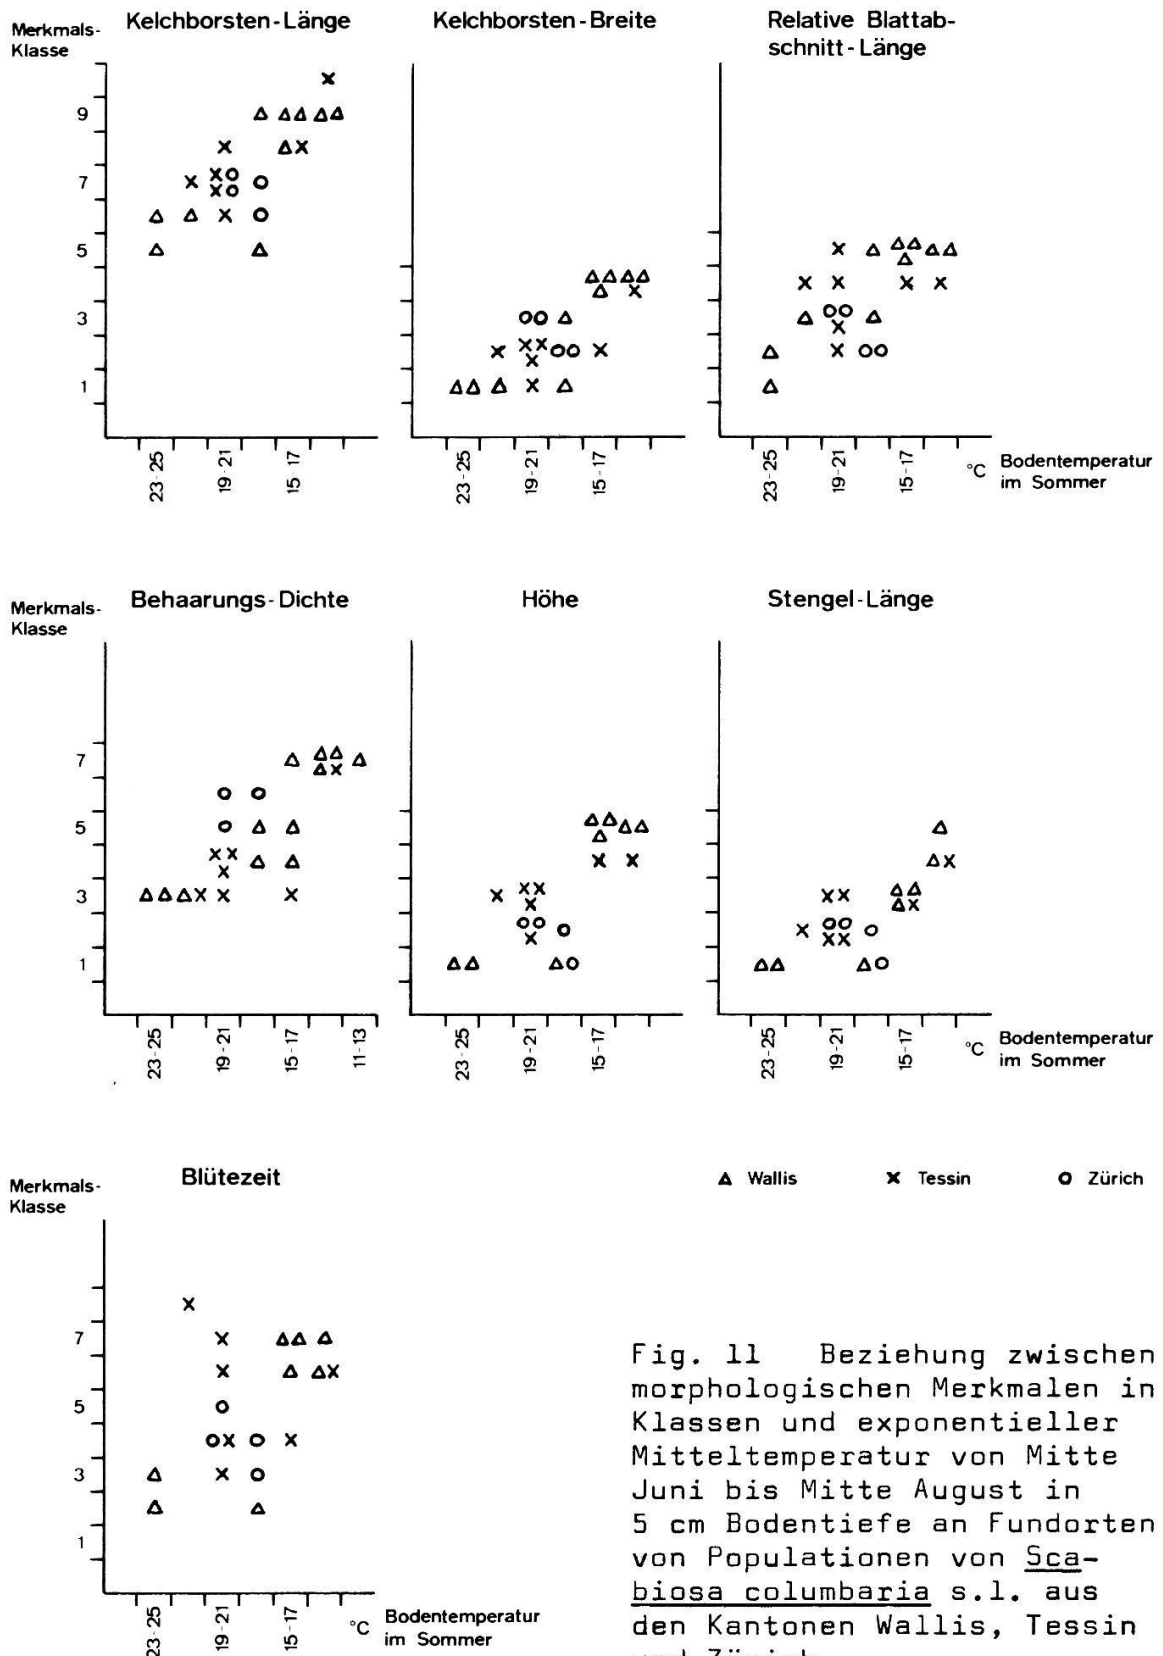 Merkmals-
Klasse
Kelchborsten-Länge
Kelchborsten-Breite
Relative Blattab-
schnitt-Länge
9
7
5
3
1
3
1
5
3
1
23-25
19-21
15-17
23-25
19-21
15-17
23-25
19-21
15-17
°C Bodentemperatur
im Sommer
Merkmals-
Klasse
Behaarungs-Dichte
Höhe
Stengel-Länge
7
5
3
1
23-25
19-21
15-17
11-13
23-25
19-21
15-17
23-25
19-21
15-17
°C Bodentemperatur
im Sommer
Merkmals-
Klasse
Blütezeit
7
5
3
1
23-25
19-21
15-17
°C Bodentemperatur
im Sommer
Δ Wallis x Tessin o Zürich
Fig. 11 Beziehung zwischen
morphologischen Merkmalen in
Klassen und exponentieller
Mitteltemperatur von Mitte
Juni bis Mitte August in
5 cm Bodentiefe an Fundorten
von Populationen von Sca-
biosa columbaria s.l. aus
den Kantonen Wallis, Tessin